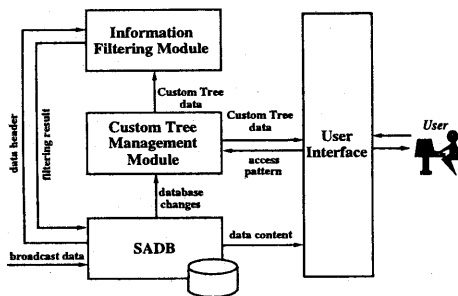 Information
Filtering Module
Custom Tree
data
data header
filtering result
Custom Tree
Management
Module
Custom Tree
data
access
pattern
User
Interface
User
database
changes
SADB
broadcast data
data content